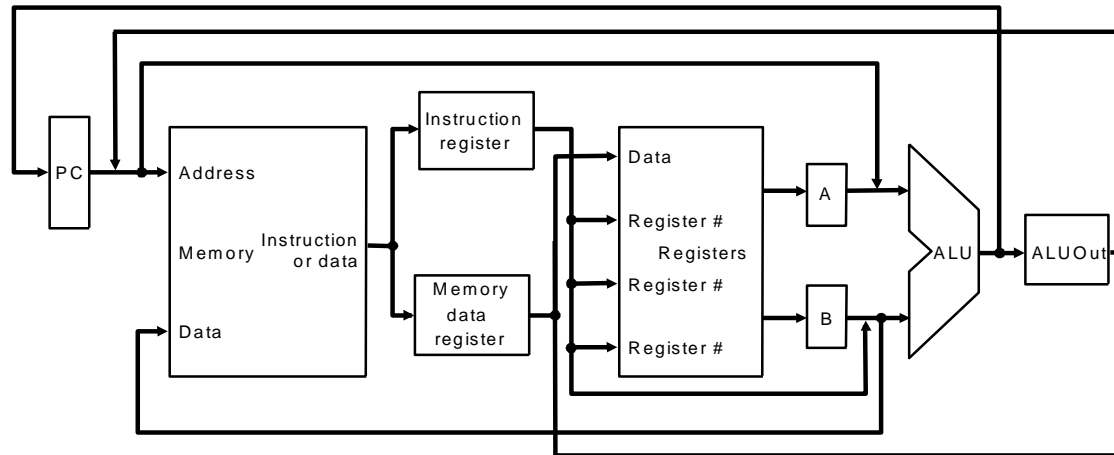 PC
Address
Memory
Data
Instruction
or data
Instruction
register
Memory
data
register
Data
Register #
Registers
Register #
Register #
A
B
ALU
ALUOut